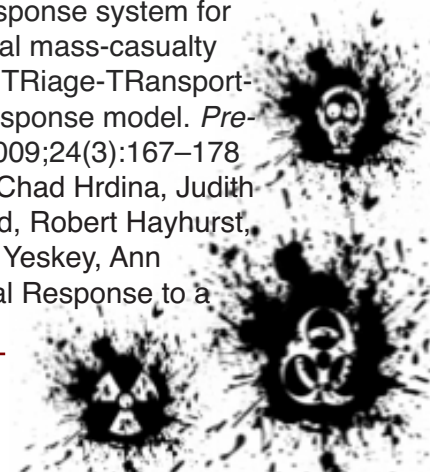 sponse system for
al mass-casualty
TRiage-TRansport-
sponse model. Pre-
009;24(3):167–178
Chad Hrdina, Judith
d, Robert Hayhurst,
Yeskey, Ann
al Response to a